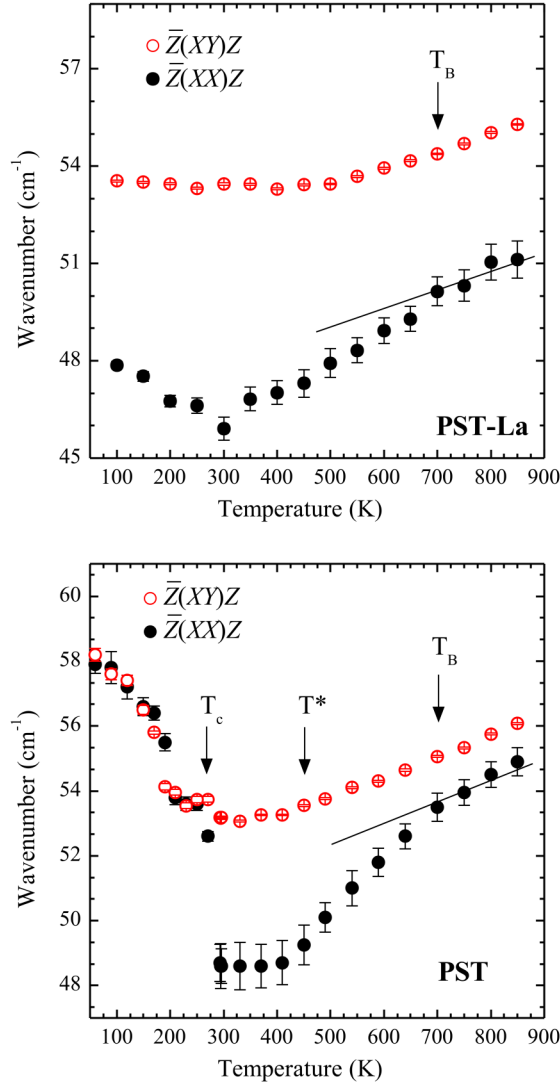 Z̅(XY)Z
Z̅(XX)Z
T_B
57
54
51
48
45
Wavenumber (cm⁻¹)
PST-La
100 200 300 400 500 600 700 800 900
Temperature (K)
Z̅(XY)Z
Z̅(XX)Z
T_c
T*
T_B
60
58
56
54
52
50
48
Wavenumber (cm⁻¹)
PST
100 200 300 400 500 600 700 800 900
Temperature (K)